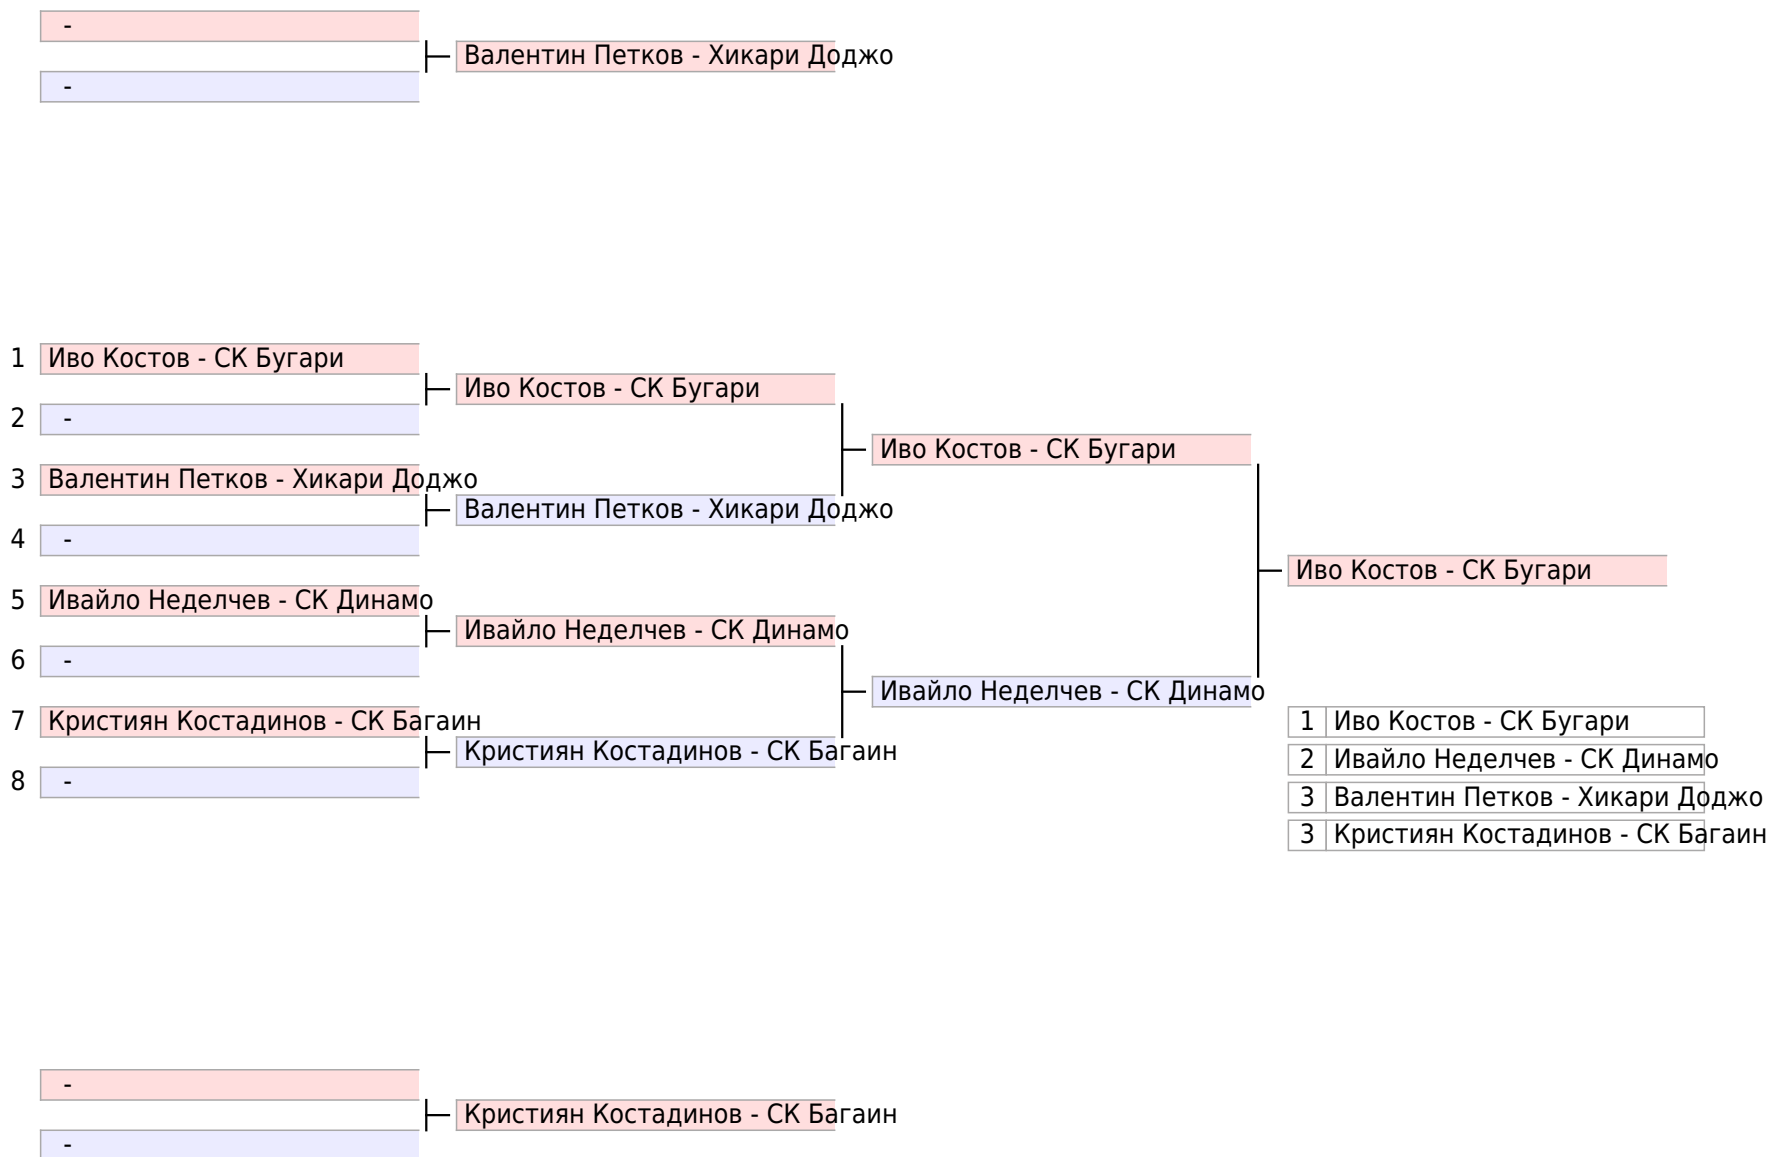 -
Валентин Петков - Хикари Доджо
-
1 Иво Костов - СК Бугари
Иво Костов - СК Бугари
2 -
Иво Костов - СК Бугари
3 Валентин Петков - Хикари Доджо
Валентин Петков - Хикари Доджо
4 -
Иво Костов - СК Бугари
5 Ивайло Неделчев - СК Динамо
Ивайло Неделчев - СК Динамо
6 -
Ивайло Неделчев - СК Динамо
7 Кристиян Костадинов - СК Багаин
Кристиян Костадинов - СК Багаин
8 -
1 Иво Костов - СК Бугари
2 Ивайло Неделчев - СК Динамо
3 Валентин Петков - Хикари Доджо
3 Кристиян Костадинов - СК Багаин
-
Кристиян Костадинов - СК Багаин
-